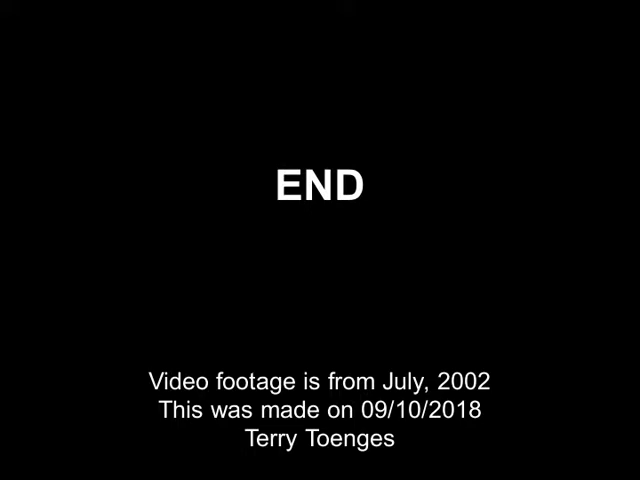 END
Video footage is from July, 2002
This was made on 09/10/2018
Terry Toenges